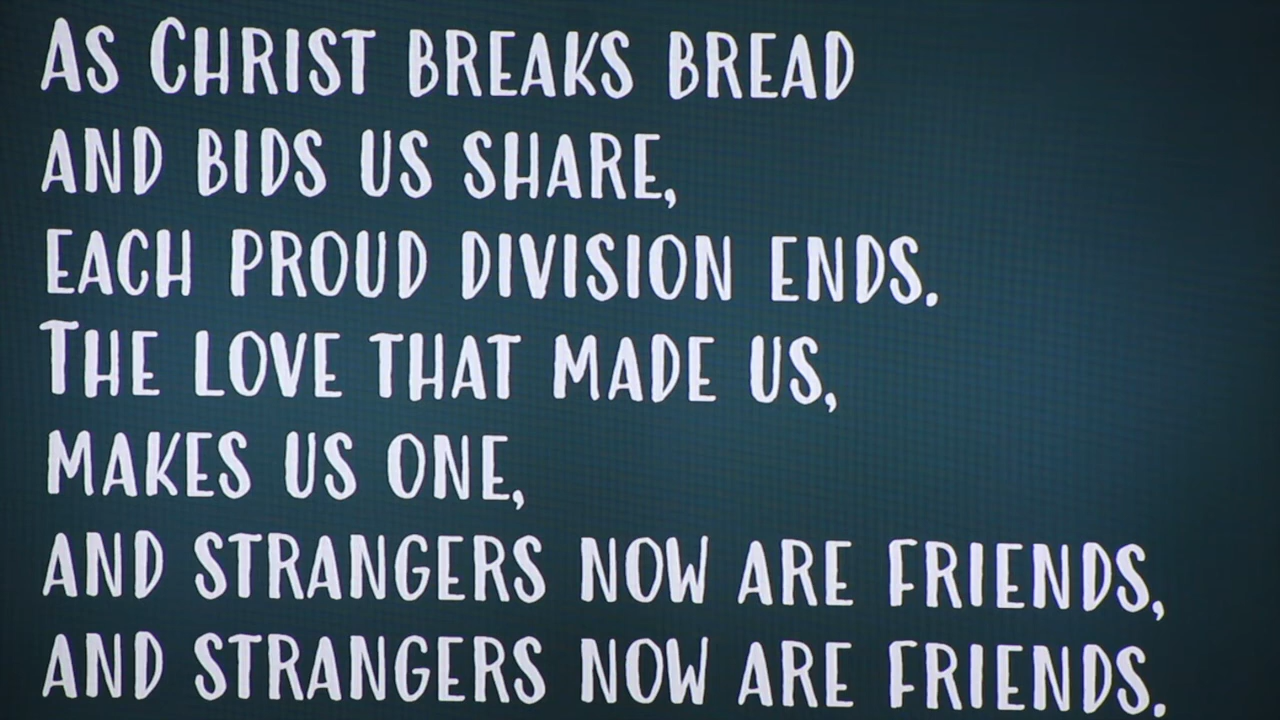 As Christ breaks bread
and bids us share,
each proud division ends.
The love that made us,
makes us one,
and strangers now are friends,
and strangers now are friends.